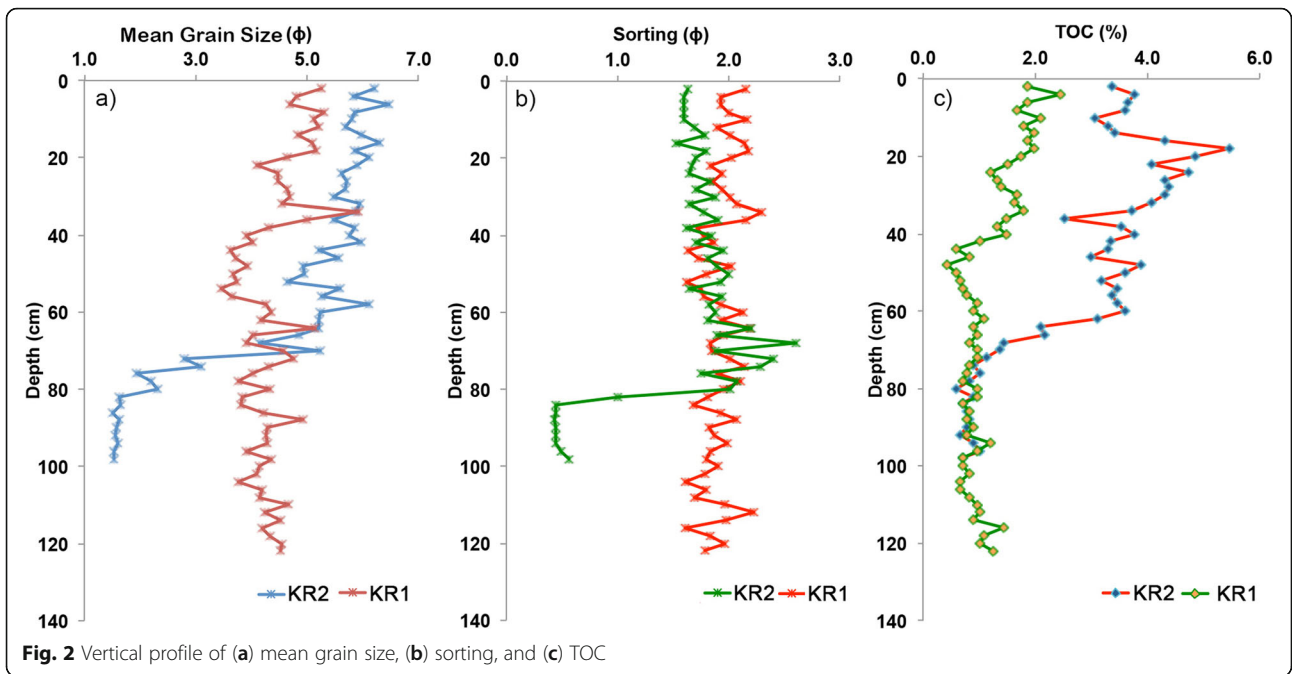 Mean Grain Size (ϕ)
1.0 3.0 5.0 7.0
a)
0
20
40
60
80
100
120
140
Depth (cm)
KR2 KR1
Sorting (ϕ)
0.0 1.0 2.0 3.0
b)
0
20
40
60
80
100
120
140
Depth (cm)
KR2 KR1
TOC (%)
0.0 2.0 4.0 6.0
c)
0
20
40
60
80
100
120
140
Depth (cm)
KR2 KR1
Fig. 2 Vertical profile of (a) mean grain size, (b) sorting, and (c) TOC